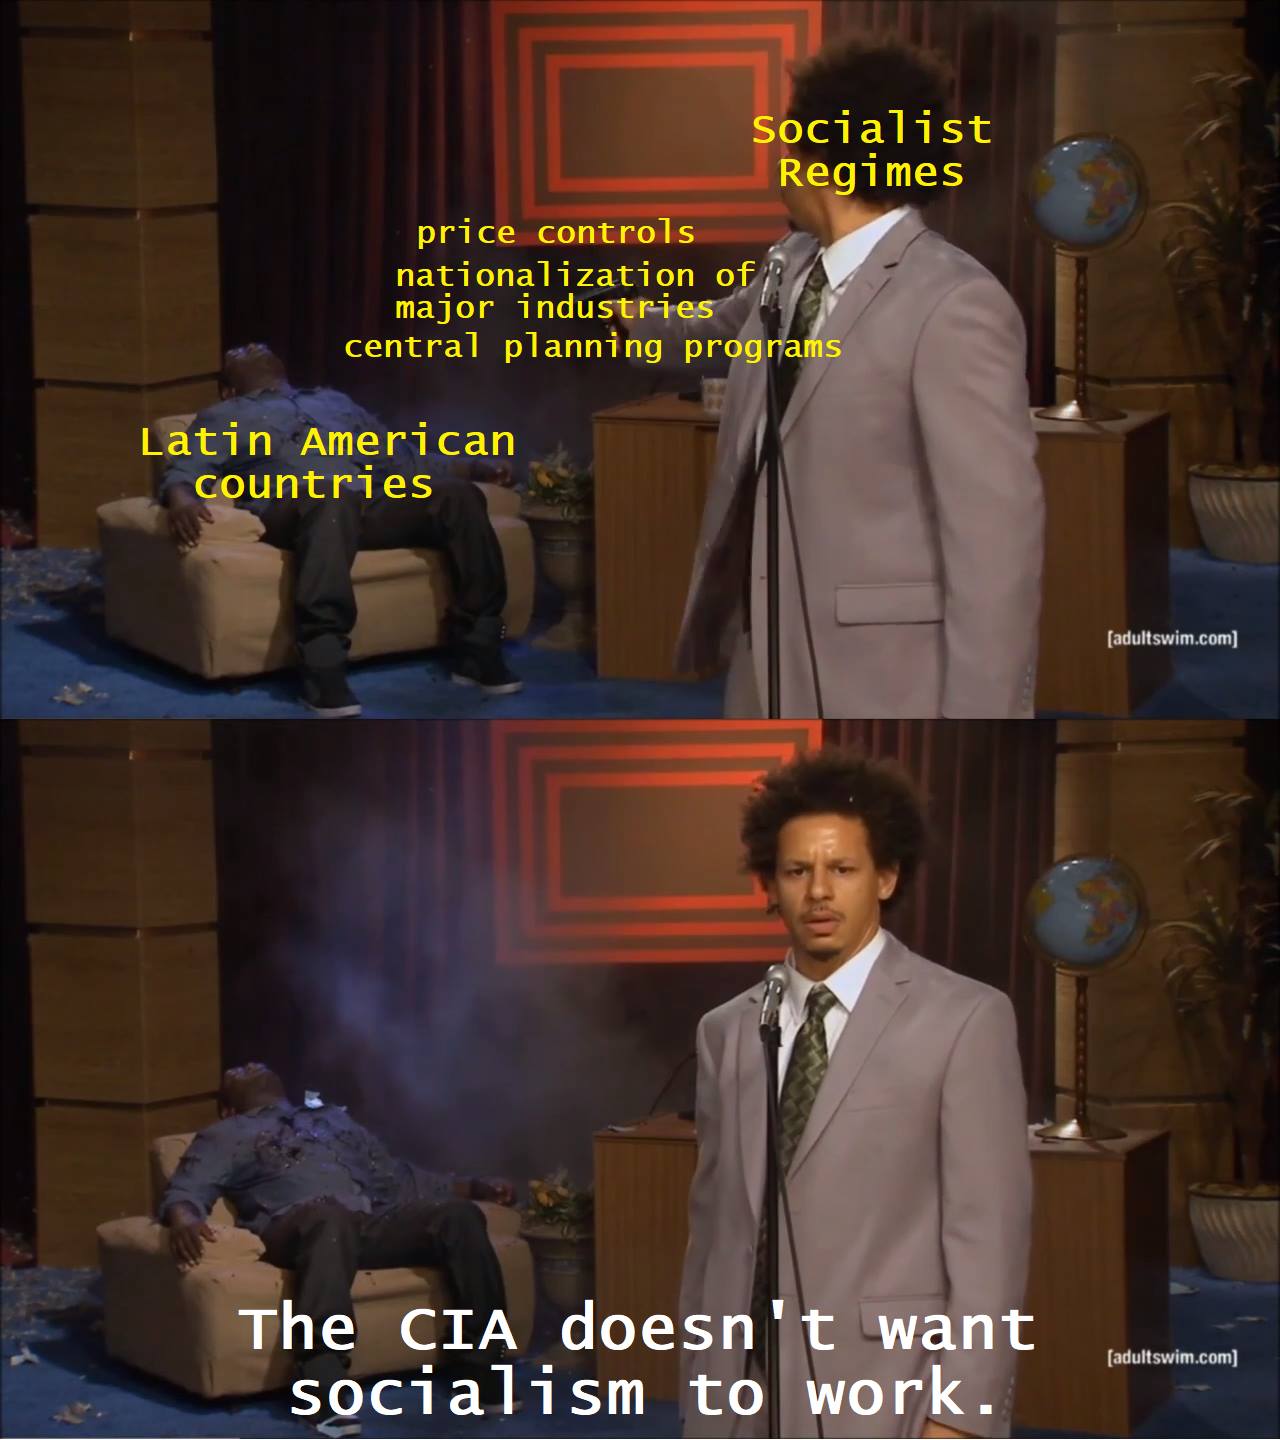 Socialist
Regimes
price controls
nationalization of
major industries
central planning programs
Latin American
countries
[adultswim.com]
The CIA doesn't want
socialism to work.
[adultswim.com]